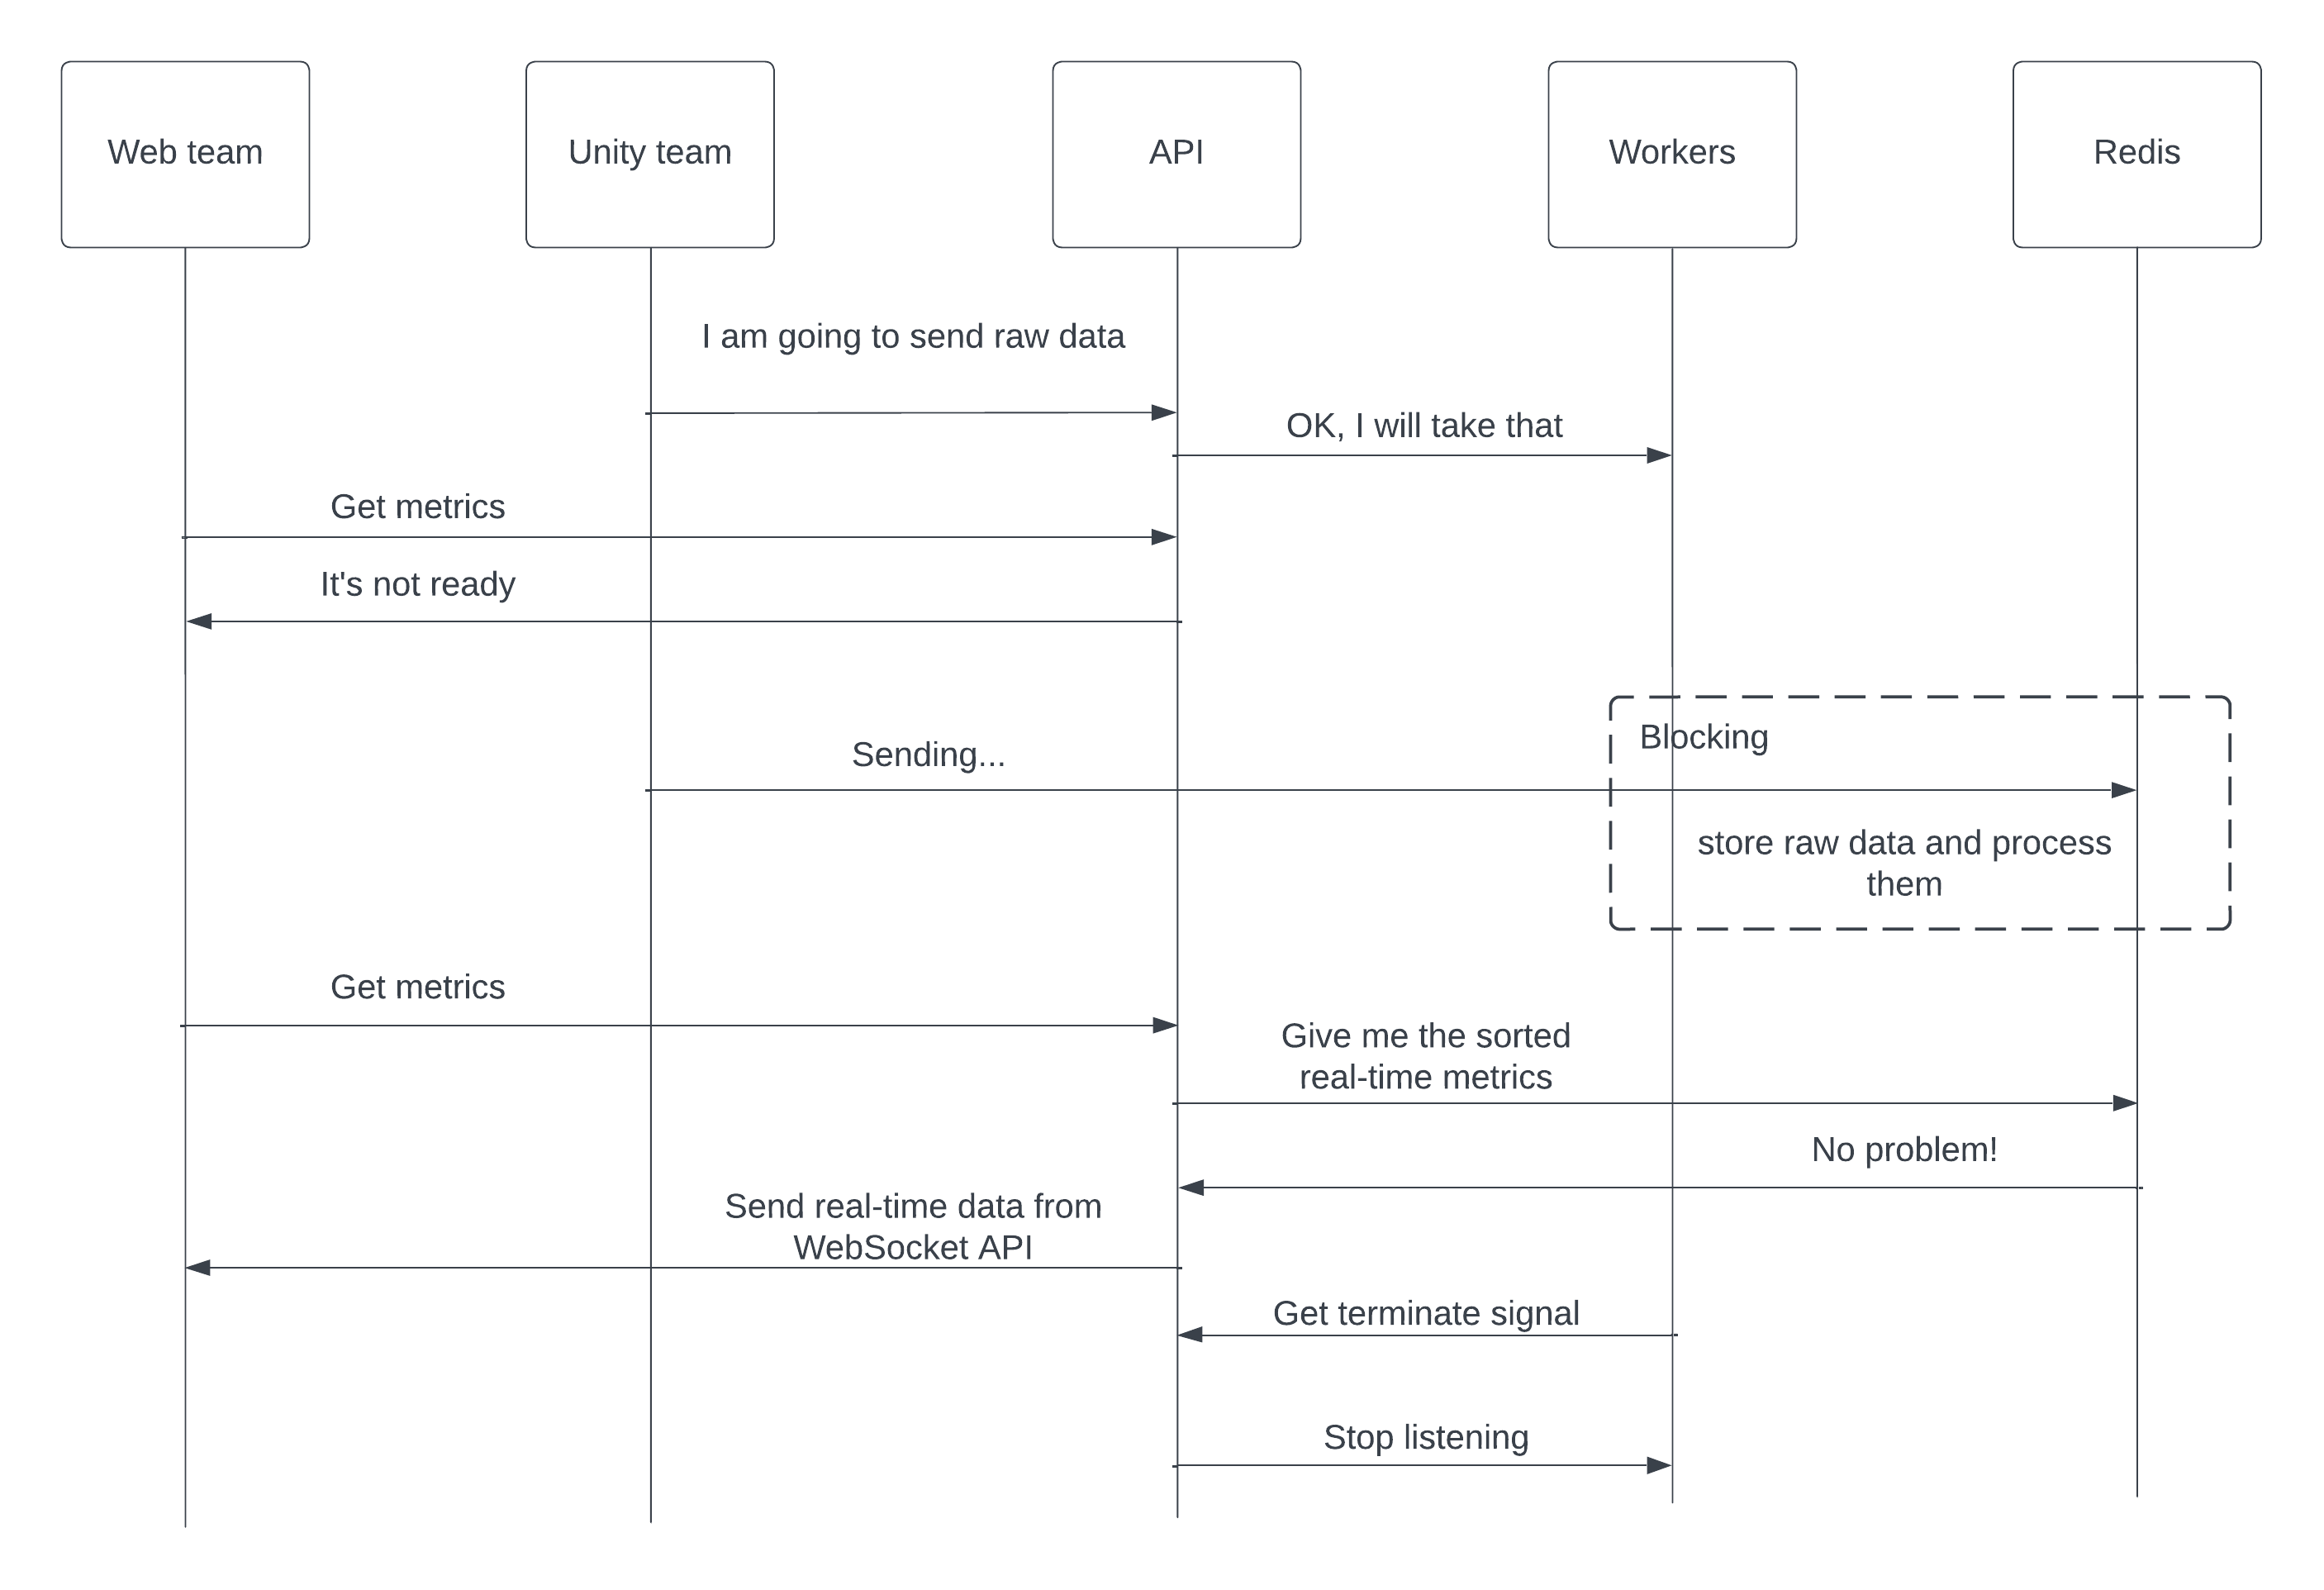 Web team
Unity team
API
Workers
Redis
I am going to send raw data
OK, I will take that
Get metrics
It's not ready
Blocking
Sending...
store raw data and process
them
Get metrics
Give me the sorted
real-time metrics
No problem!
Send real-time data from
WebSocket API
Get terminate signal
Stop listening